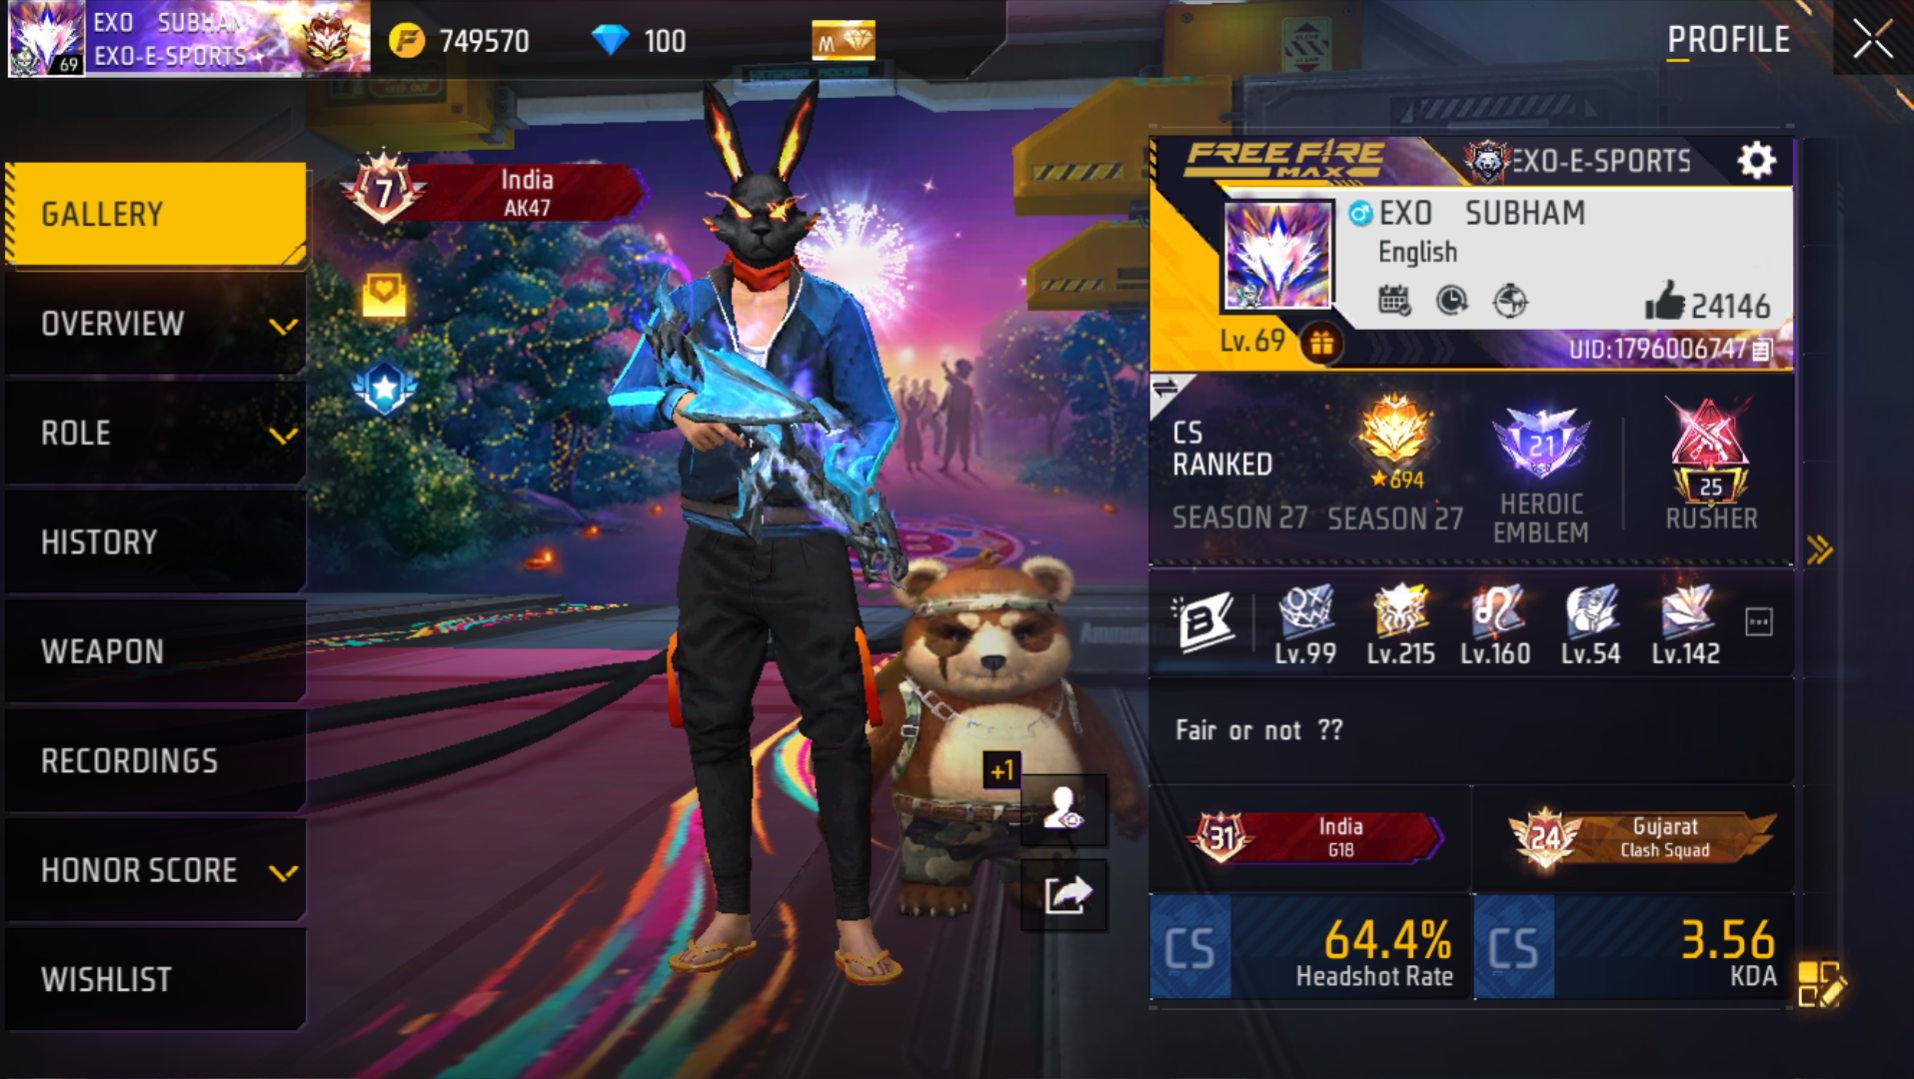 EXO SUBHAM
EXO-E-SPORTS
69
749570
100
M
PROFILE
GALLERY
OVERVIEW
ROLE
HISTORY
WEAPON
RECORDINGS
HONOR SCORE
WISHLIST
7
India
AK47
+1
FREE FIRE
MAX
EXO-E-SPORTS
EXO SUBHAM
English
24146
Lv.69
UID:1796006747
CS
RANKED
SEASON 27
694
SEASON 27
21
HEROIC
EMBLEM
25
RUSHER
B
Lv.99
Lv.215
Lv.160
Lv.54
Lv.142
Fair or not ??
31
India
G18
24
Gujarat
Clash Squad
CS
64.4%
Headshot Rate
CS
3.56
KDA